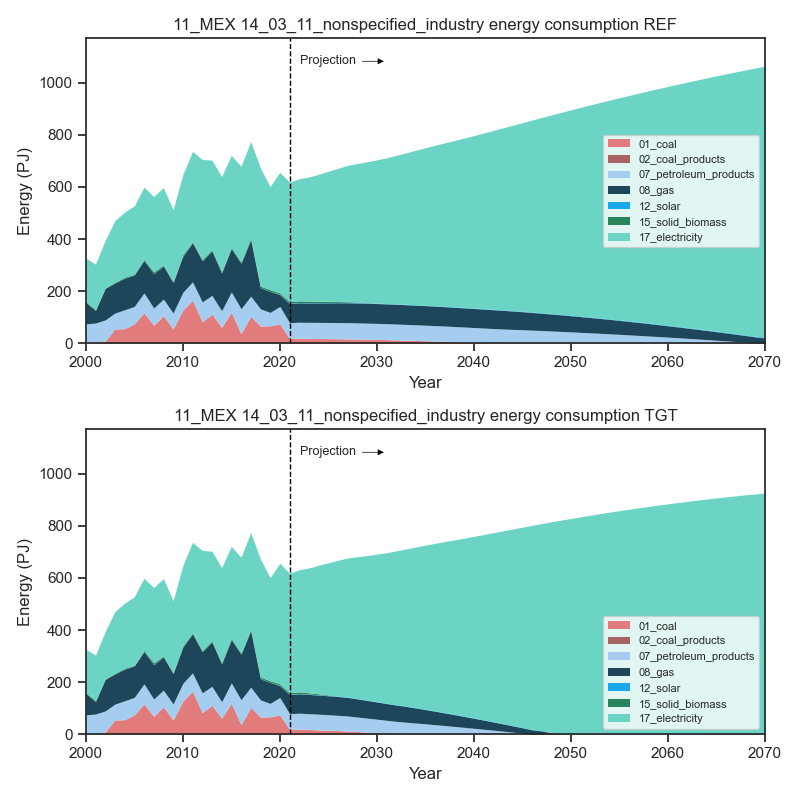 11_MEX 14_03_11_nonspecified_industry energy consumption REF
Projection
Energy (PJ)
1000
800
600
400
200
0
01_coal
02_coal_products
07_petroleum_products
08_gas
12_solar
15_solid_biomass
17_electricity
2000 2010 2020 2030 2040 2050 2060 2070
Year
11_MEX 14_03_11_nonspecified_industry energy consumption TGT
Projection
Energy (PJ)
1000
800
600
400
200
0
01_coal
02_coal_products
07_petroleum_products
08_gas
12_solar
15_solid_biomass
17_electricity
2000 2010 2020 2030 2040 2050 2060 2070
Year